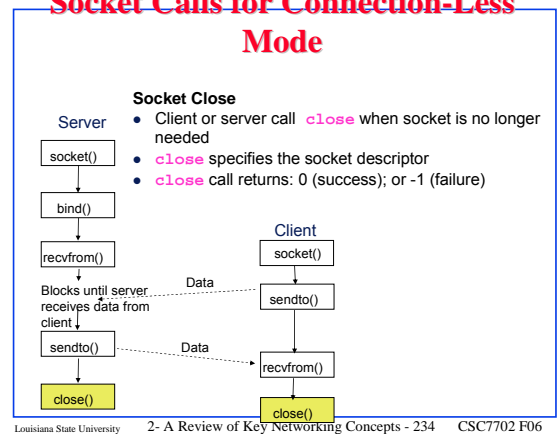 Socket Calls for Connection-Less
Mode
Socket Close
• Client or server call close when socket is no longer
needed
• close specifies the socket descriptor
• close call returns: 0 (success); or -1 (failure)
Server
socket()
bind()
recvfrom()
Blocks until server
receives data from
client
sendto()
close()
Client
socket()
Data
sendto()
Data
recvfrom()
close()
Louisiana State University 2- A Review of Key Networking Concepts - 234 CSC7702 F06